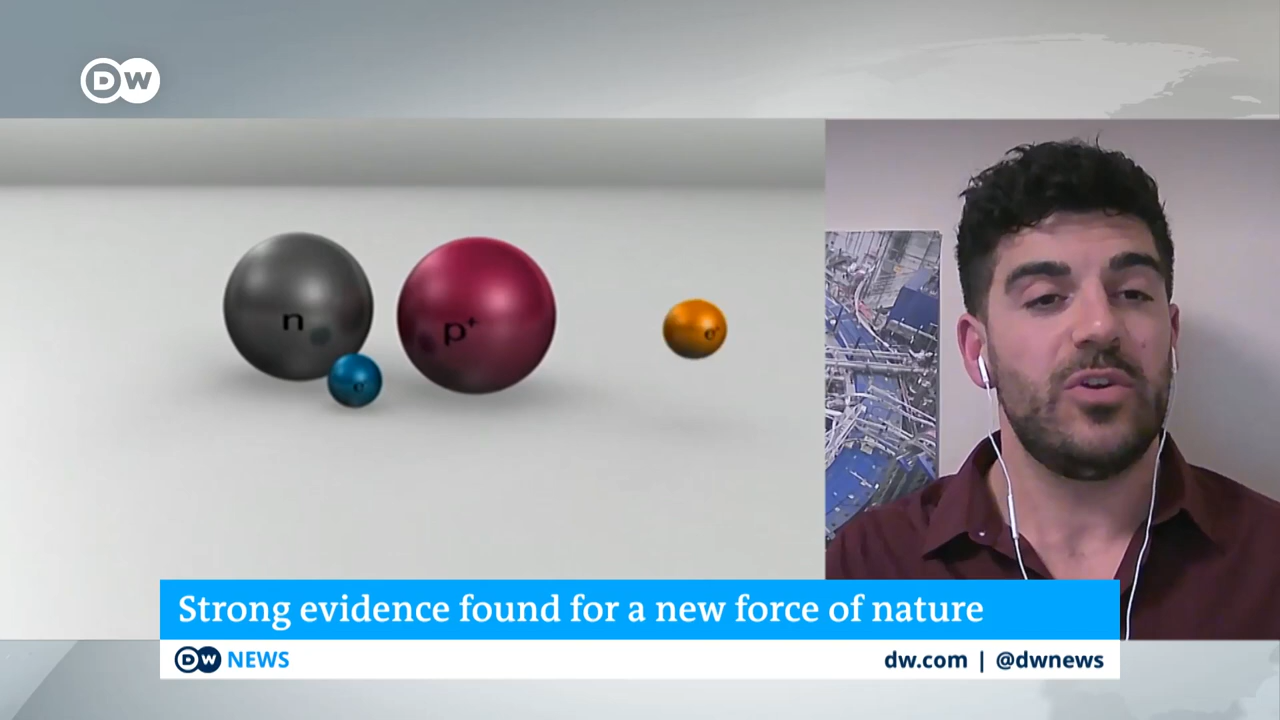 DW
n
p⁺
e
e
Strong evidence found for a new force of nature
DW NEWS
dw.com | @dwnews